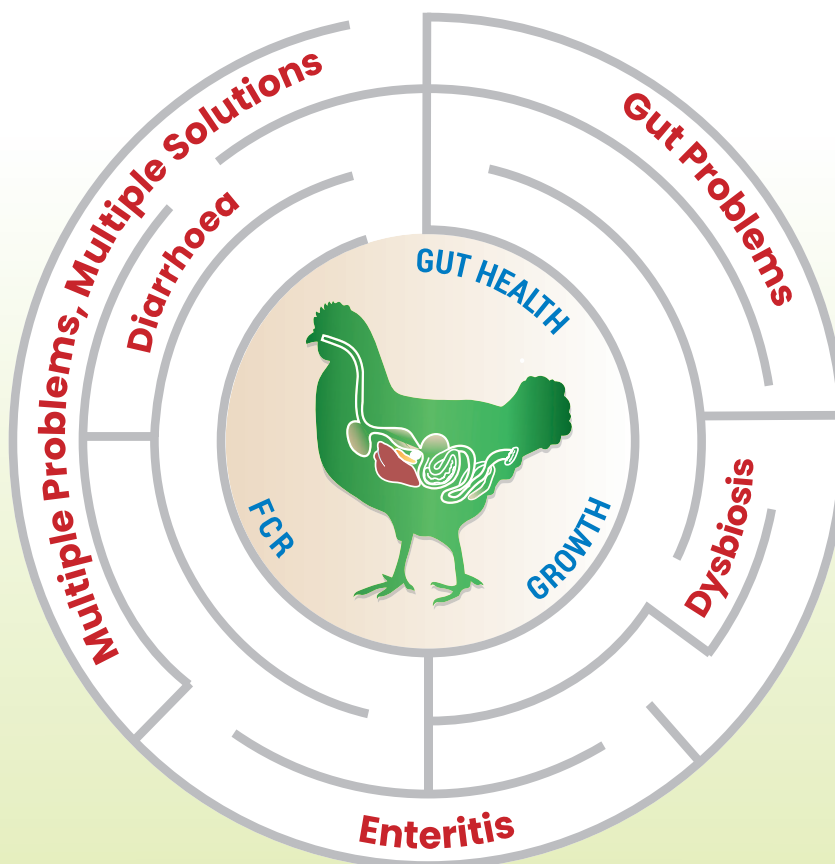 Multiple Problems, Multiple Solutions
Gut Problems
Diarrhoea
GUT HEALTH
FCR
GROWTH
Dysbiosis
Enteritis